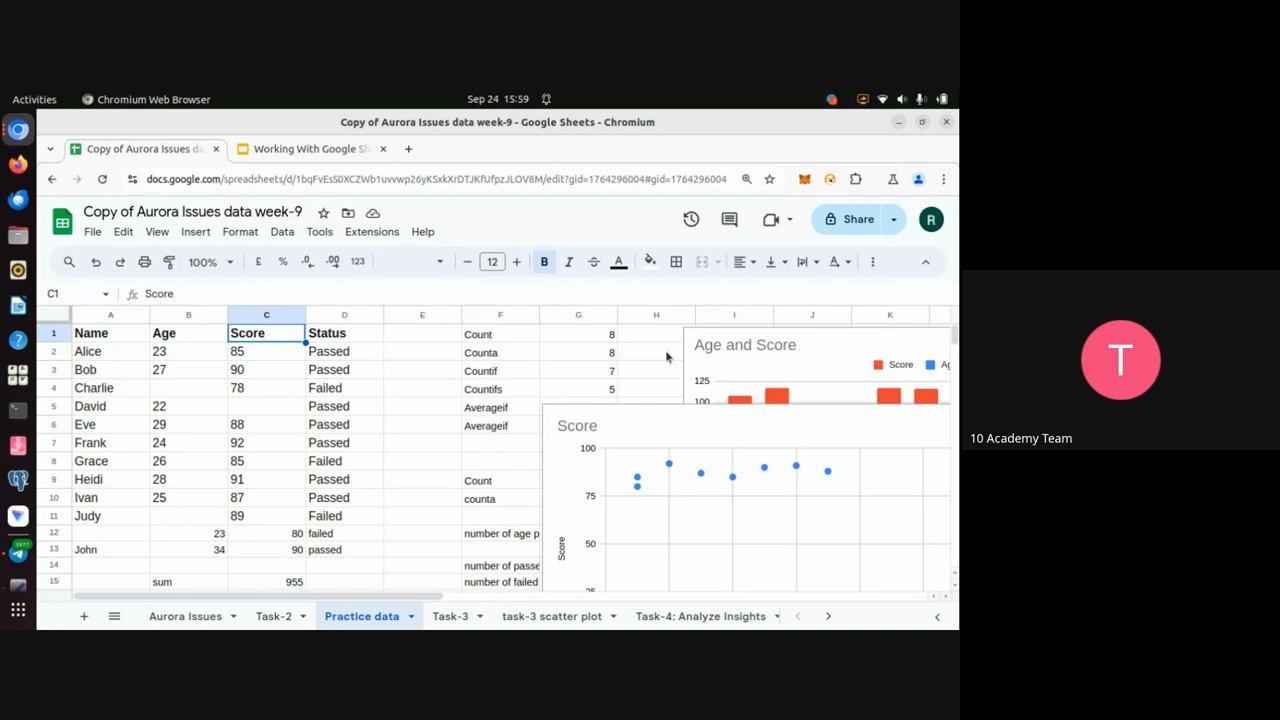 Activities Chromium Web Browser Sep 24 15:59
Copy of Aurora Issues data week-9 - Google Sheets - Chromium
Copy of Aurora Issues d Working With Google Sh
docs.google.com/spreadsheets/d/1bqFvEsS0XCZWb1uvvwp26yKSxkXrDTJKfUfpzJLOV8M/edit?gid=1764296004#gid=1764296004
Copy of Aurora Issues data week-9
File Edit View Insert Format Data Tools Extensions Help
Share R
100% £ % .0 .00 123 12 B I A
C1 Score
A B C D E F G H I J K
1 Name Age Score Status Count 8
2 Alice 23 85 Passed Counta 8
3 Bob 27 90 Passed Countif 7
4 Charlie 78 Failed Countifs 5
5 David 22 Passed Averageif
6 Eve 29 88 Passed Averageif
7 Frank 24 92 Passed
8 Grace 26 85 Failed
9 Heidi 28 91 Passed Count
10 Ivan 25 87 Passed counta
11 Judy 89 Failed
12 23 80 failed number of age p
13 John 34 90 passed
14 number of passe
15 sum 955 number of failed
Age and Score
Score Ag
125
100
Score
100
75
50
25
Score
Aurora Issues Task-2 Practice data Task-3 task-3 scatter plot Task-4: Analyze Insights
T
10 Academy Team